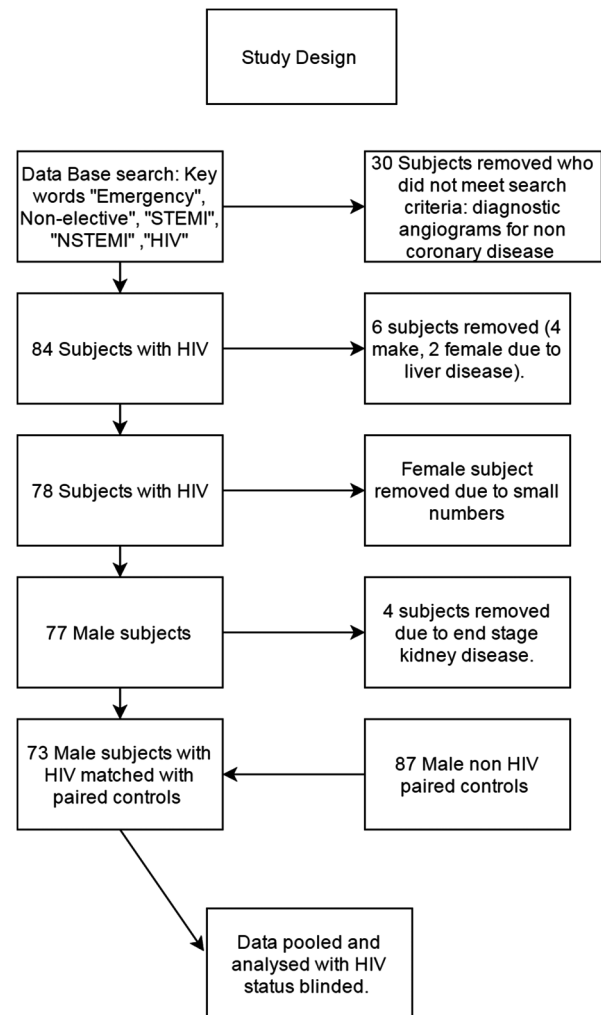 Study Design
Data Base search: Key
words "Emergency",
Non-elective", "STEMI",
"NSTEMI" ,"HIV"
30 Subjects removed who
did not meet search
criteria: diagnostic
angiograms for non
coronary disease
84 Subjects with HIV
6 subjects removed (4
make, 2 female due to
liver disease).
78 Subjects with HIV
Female subject
removed due to small
numbers
77 Male subjects
4 subjects removed
due to end stage
kidney disease.
73 Male subjects with
HIV matched with
paired controls
87 Male non HIV
paired controls
Data pooled and
analysed with HIV
status blinded.